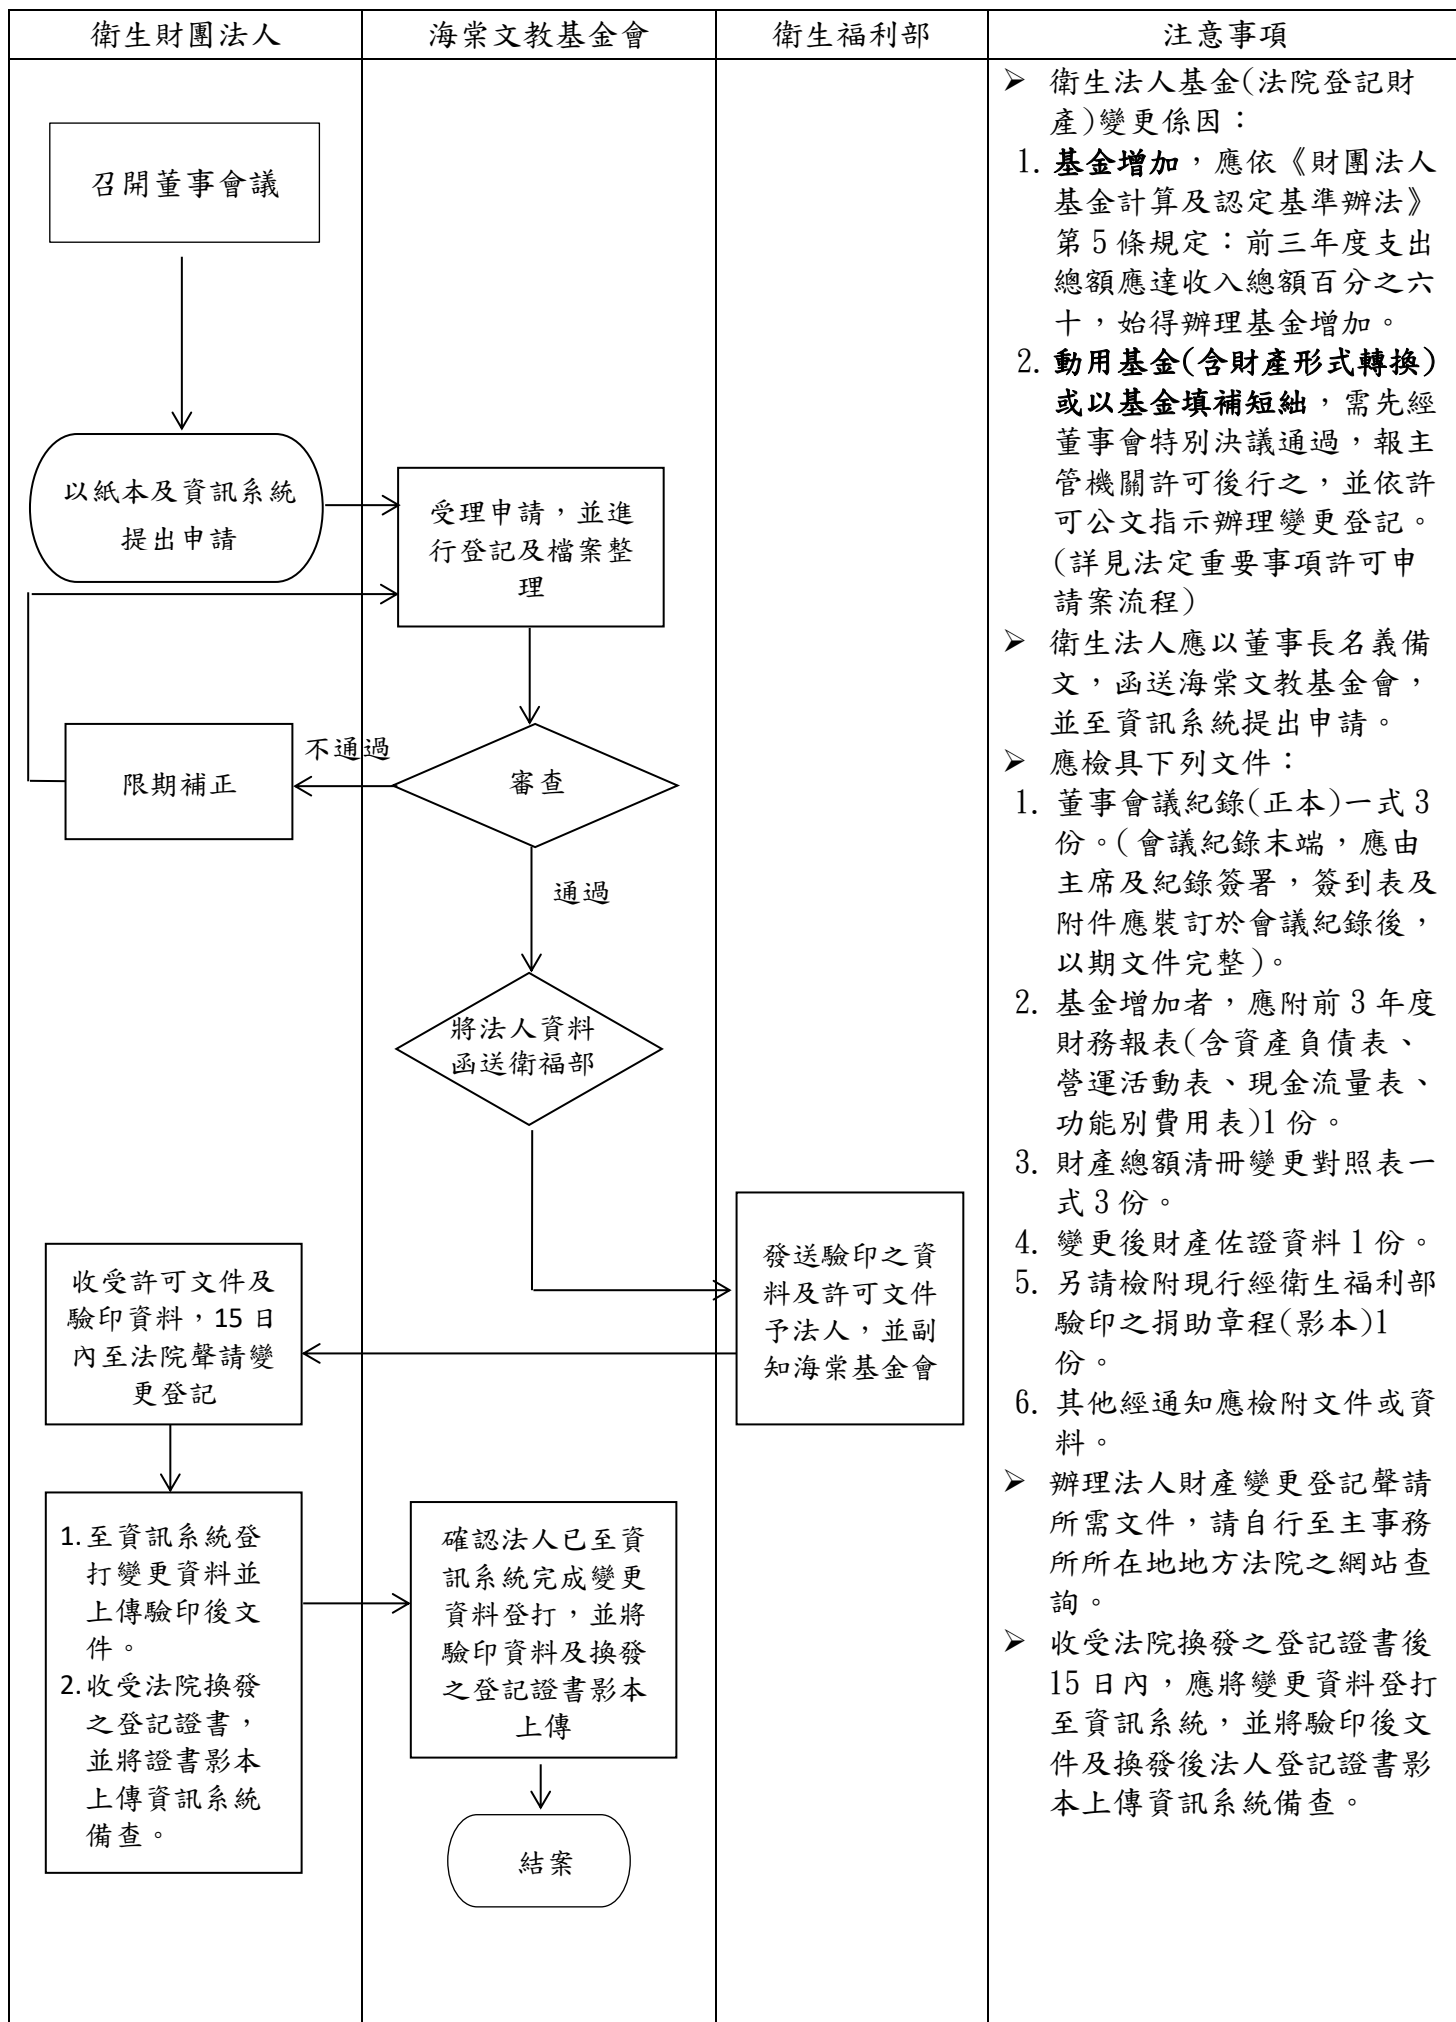 衛生財團法人
海棠文教基金會
衛生福利部
注意事項
召開董事會議
以紙本及資訊系統
提出申請
受理申請，並進
行登記及檔案整
理
限期補正
不通過
審查
通過
將法人資料
函送衛福部
發送驗印之資
料及許可文件
予法人，並副
知海棠基金會
收受許可文件及
驗印資料，15 日
內至法院聲請變
更登記
1.至資訊系統登
打變更資料並
上傳驗印後文
件。
2.收受法院換發
之登記證書，
並將證書影本
上傳資訊系統
備查。
確認法人已至資
訊系統完成變更
資料登打，並將
驗印資料及換發
之登記證書影本
上傳
結案
➢ 衛生法人基金(法院登記財
產)變更係因：
1. 基金增加，應依《財團法人
基金計算及認定基準辦法》
第 5 條規定：前三年度支出
總額應達收入總額百分之六
十，始得辦理基金增加。
2. 動用基金(含財產形式轉換)
或以基金填補短絀，需先經
董事會特別決議通過，報主
管機關許可後行之，並依許
可公文指示辦理變更登記。
(詳見法定重要事項許可申
請案流程)
➢ 衛生法人應以董事長名義備
文，函送海棠文教基金會，
並至資訊系統提出申請。
➢ 應檢具下列文件：
1. 董事會議紀錄(正本)一式 3
份。( 會議紀錄末端，應由
主席及紀錄簽署，簽到表及
附件應裝訂於會議紀錄後，
以期文件完整)。
2. 基金增加者，應附前 3 年度
財務報表(含資產負債表、
營運活動表、現金流量表、
功能別費用表)1 份。
3. 財產總額清冊變更對照表一
式 3 份。
4. 變更後財產佐證資料 1 份。
5. 另請檢附現行經衛生福利部
驗印之捐助章程(影本)1
份。
6. 其他經通知應檢附文件或資
料。
➢ 辦理法人財產變更登記聲請
所需文件，請自行至主事務
所所在地地方法院之網站查
詢。
➢ 收受法院換發之登記證書後
15 日內，應將變更資料登打
至資訊系統，並將驗印後文
件及換發後法人登記證書影
本上傳資訊系統備查。